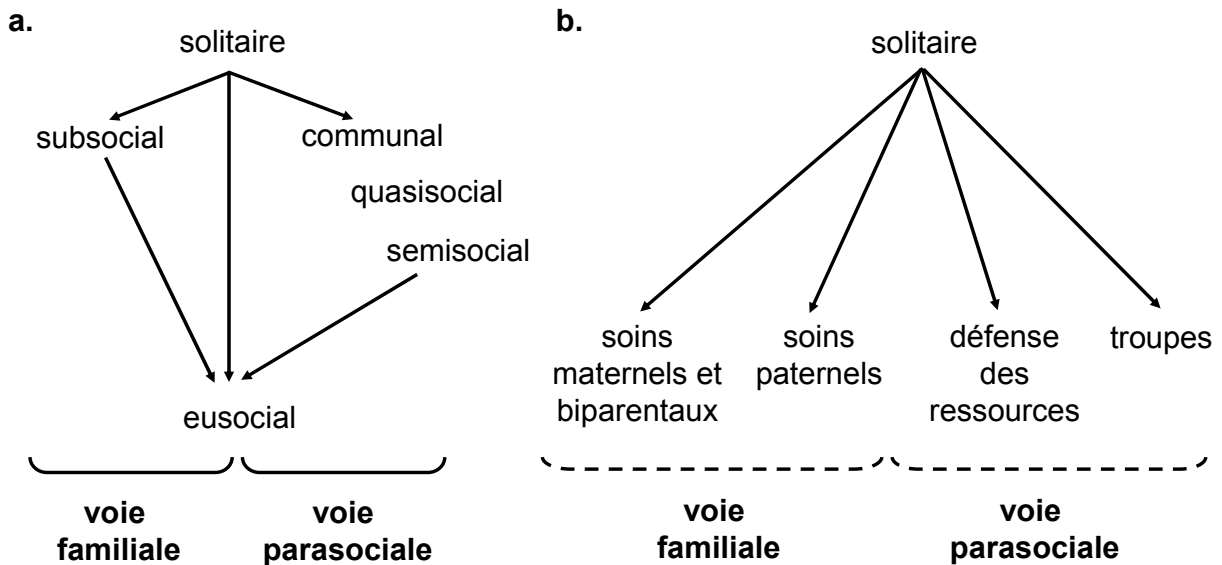 a.
solitaire
subsocial
communal
quasisocial
semisocial
eusocial
voie
familiale
voie
parasociale
b.
solitaire
soins
maternels et
biparentaux
soins
paternels
défense
des
ressources
troupes
voie
familiale
voie
parasociale